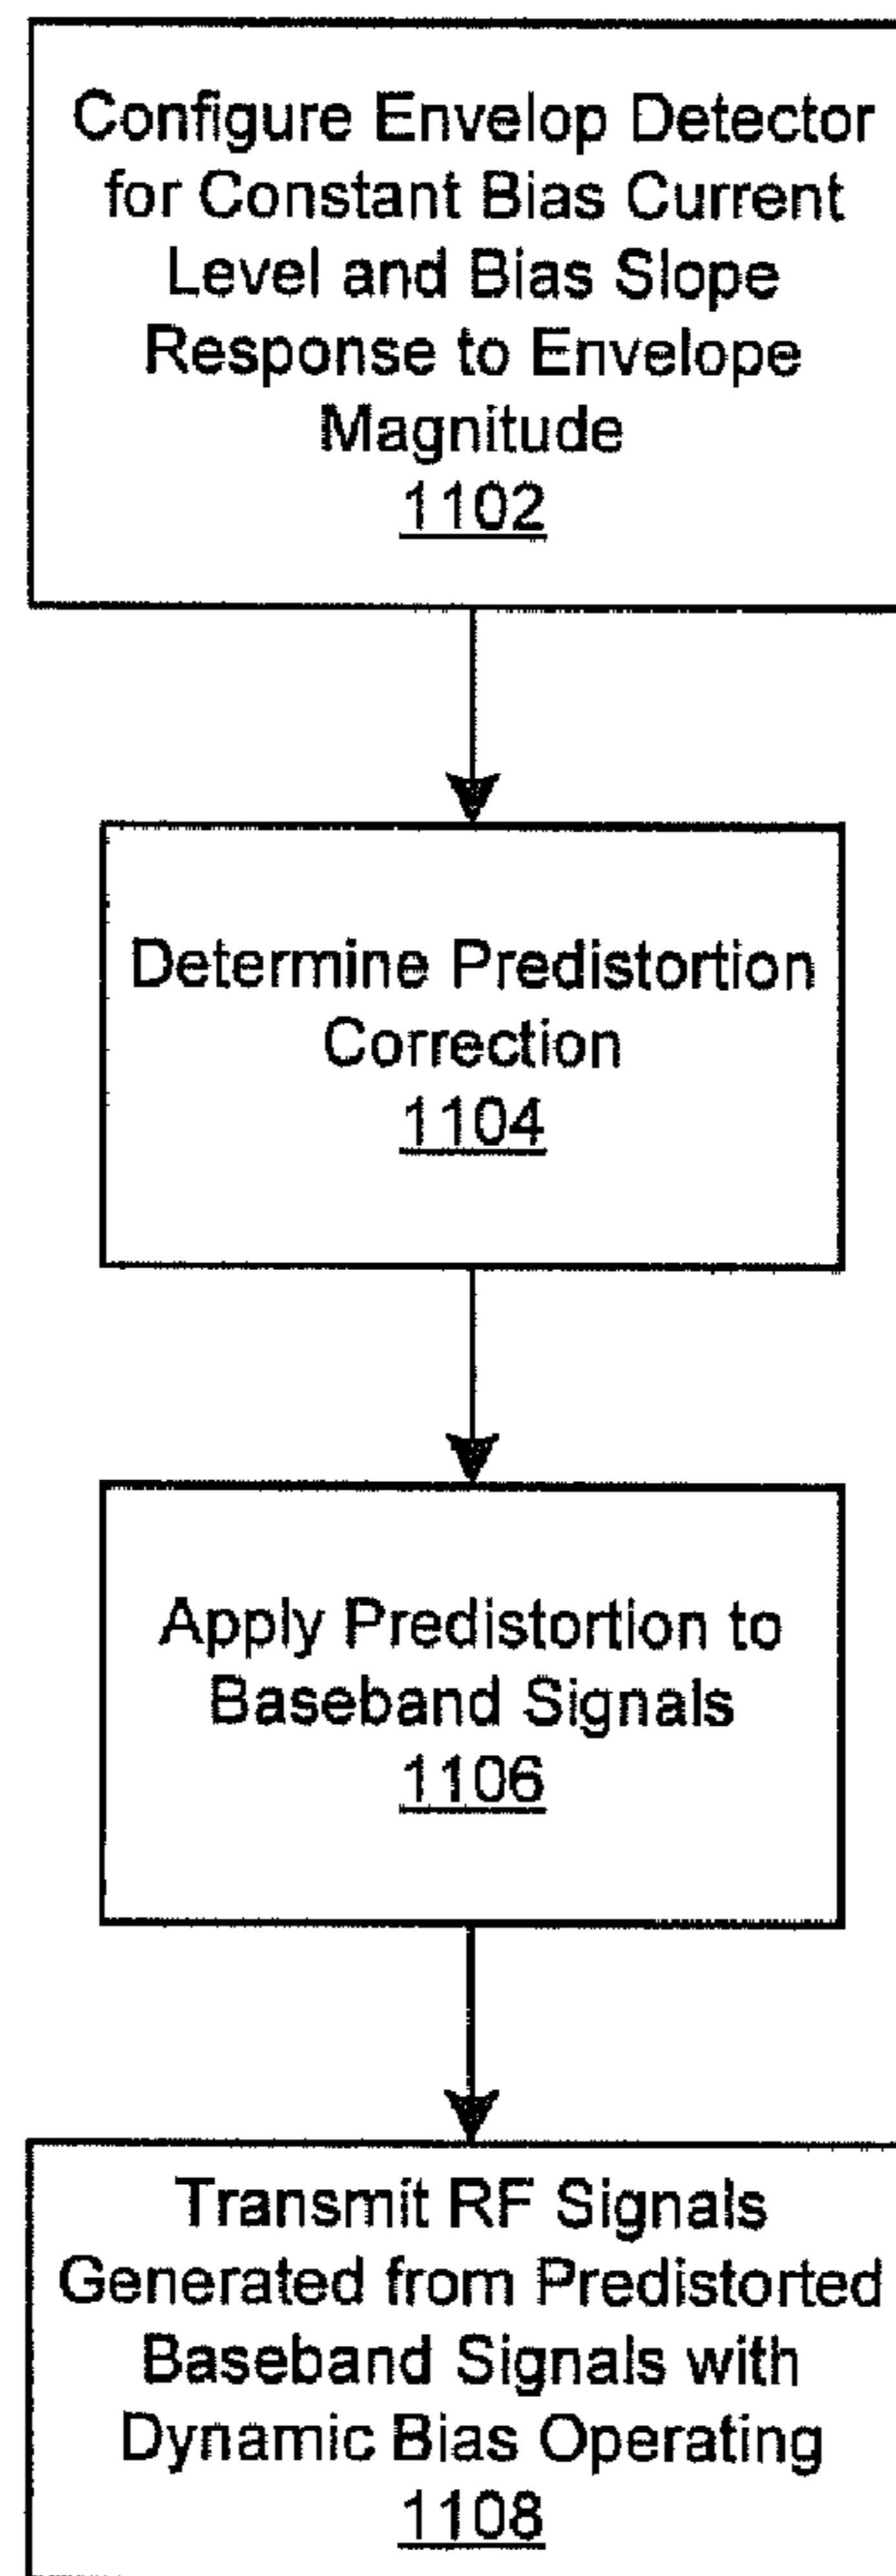 Configure Envelop Detector
for Constant Bias Current
Level and Bias Slope
Response to Envelope
Magnitude
1102
Determine Predistortion
Correction
1104
Apply Predistortion to
Baseband Signals
1106
Transmit RF Signals
Generated from Predistorted
Baseband Signals with
Dynamic Bias Operating
1108